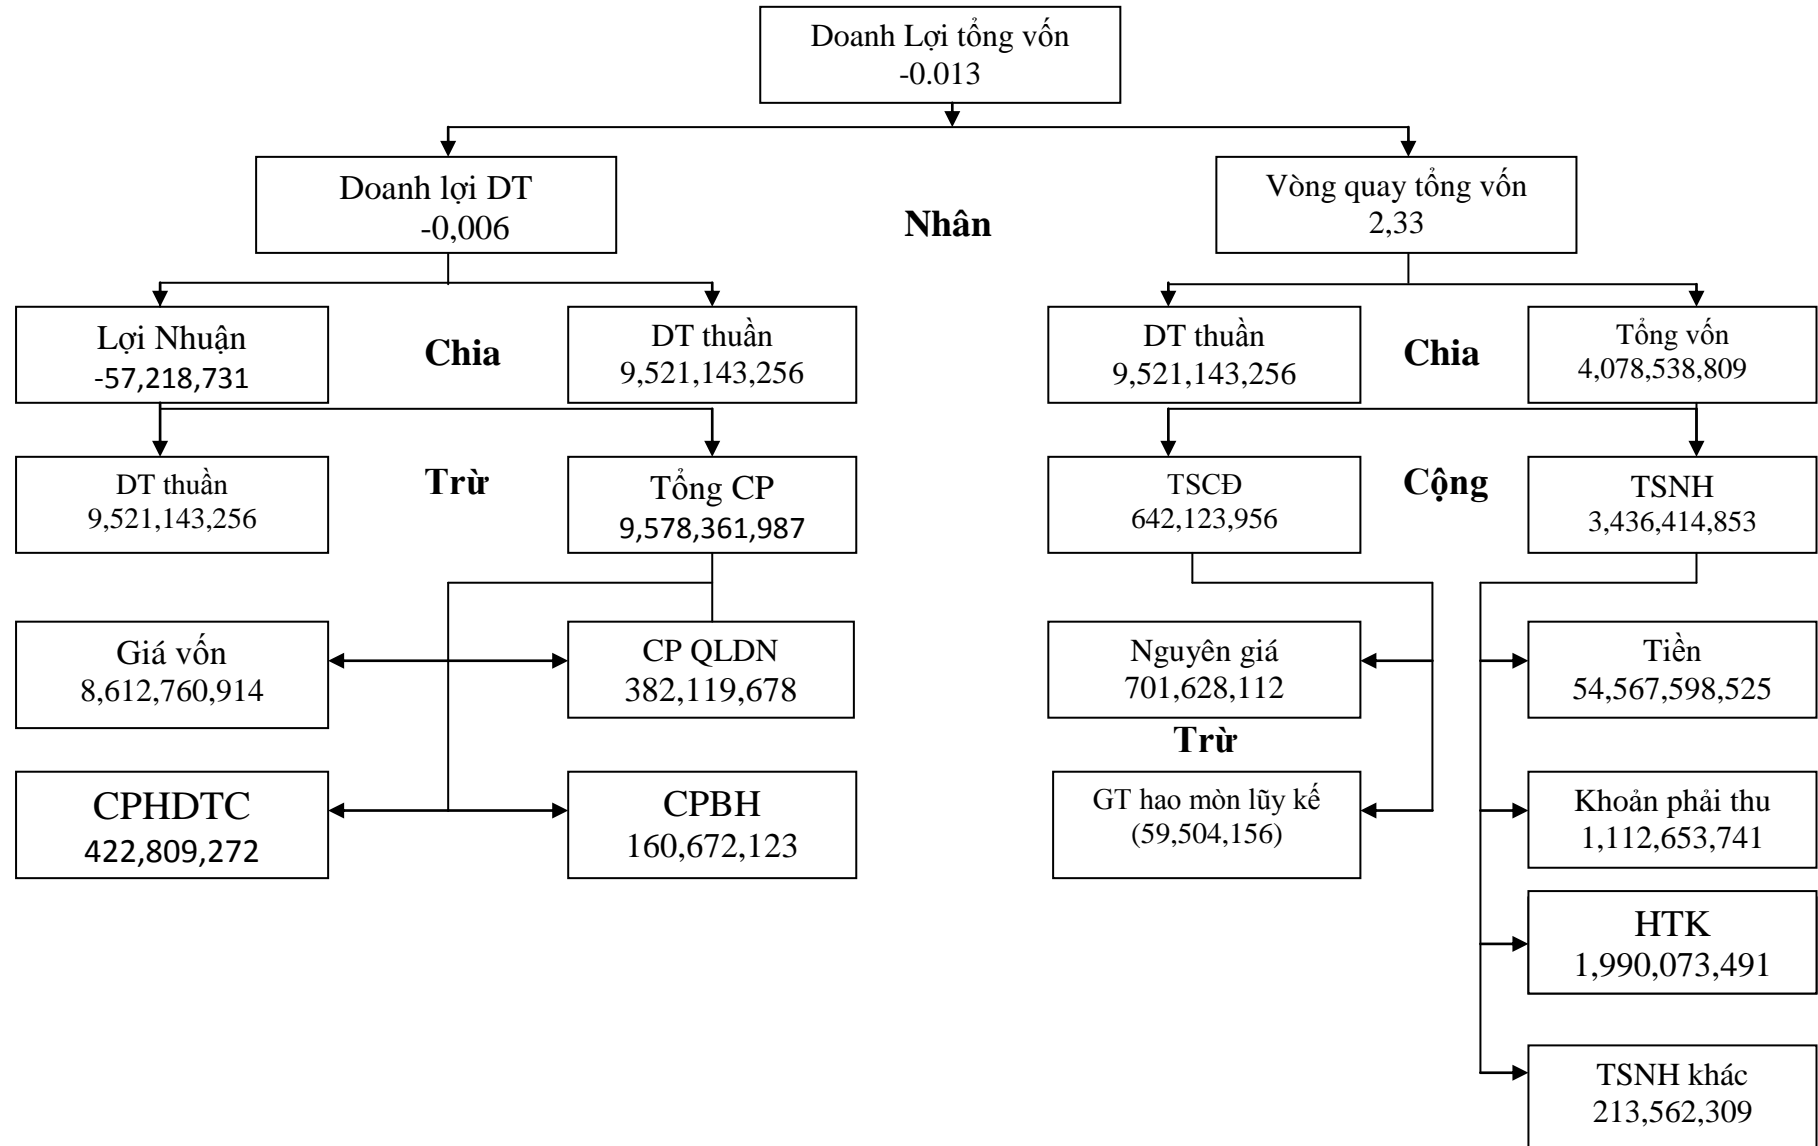 Doanh Lợi tổng vốn
-0.013
Doanh lợi DT
-0,006
Nhân
Vòng quay tổng vốn
2,33
Lợi Nhuận
-57,218,731
Chia
DT thuần
9,521,143,256
DT thuần
9,521,143,256
Chia
Tổng vốn
4,078,538,809
DT thuần
9,521,143,256
Trừ
Tổng CP
9,578,361,987
TSCĐ
642,123,956
Cộng
TSNH
3,436,414,853
Giá vốn
8,612,760,914
CP QLDN
382,119,678
Nguyên giá
701,628,112
Tiền
54,567,598,525
Trừ
CPHDTC
422,809,272
CPBH
160,672,123
GT hao mòn lũy kế
(59,504,156)
Khoản phải thu
1,112,653,741
HTK
1,990,073,491
TSNH khác
213,562,309